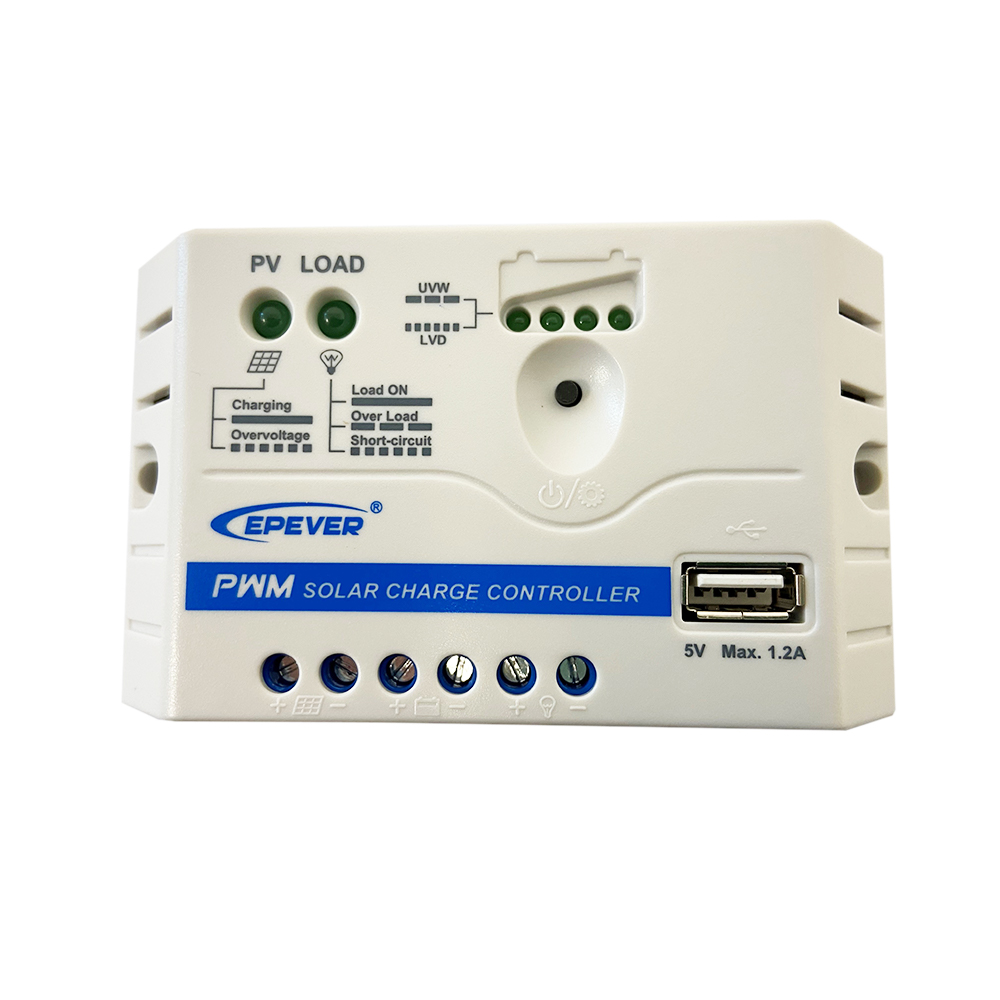 PV LOAD
UVW
LVD
Charging
Overvoltage
Load ON
Over Load
Short-circuit
EPEVER®
PWM SOLAR CHARGE CONTROLLER
5V Max. 1.2A
+ - + - + -